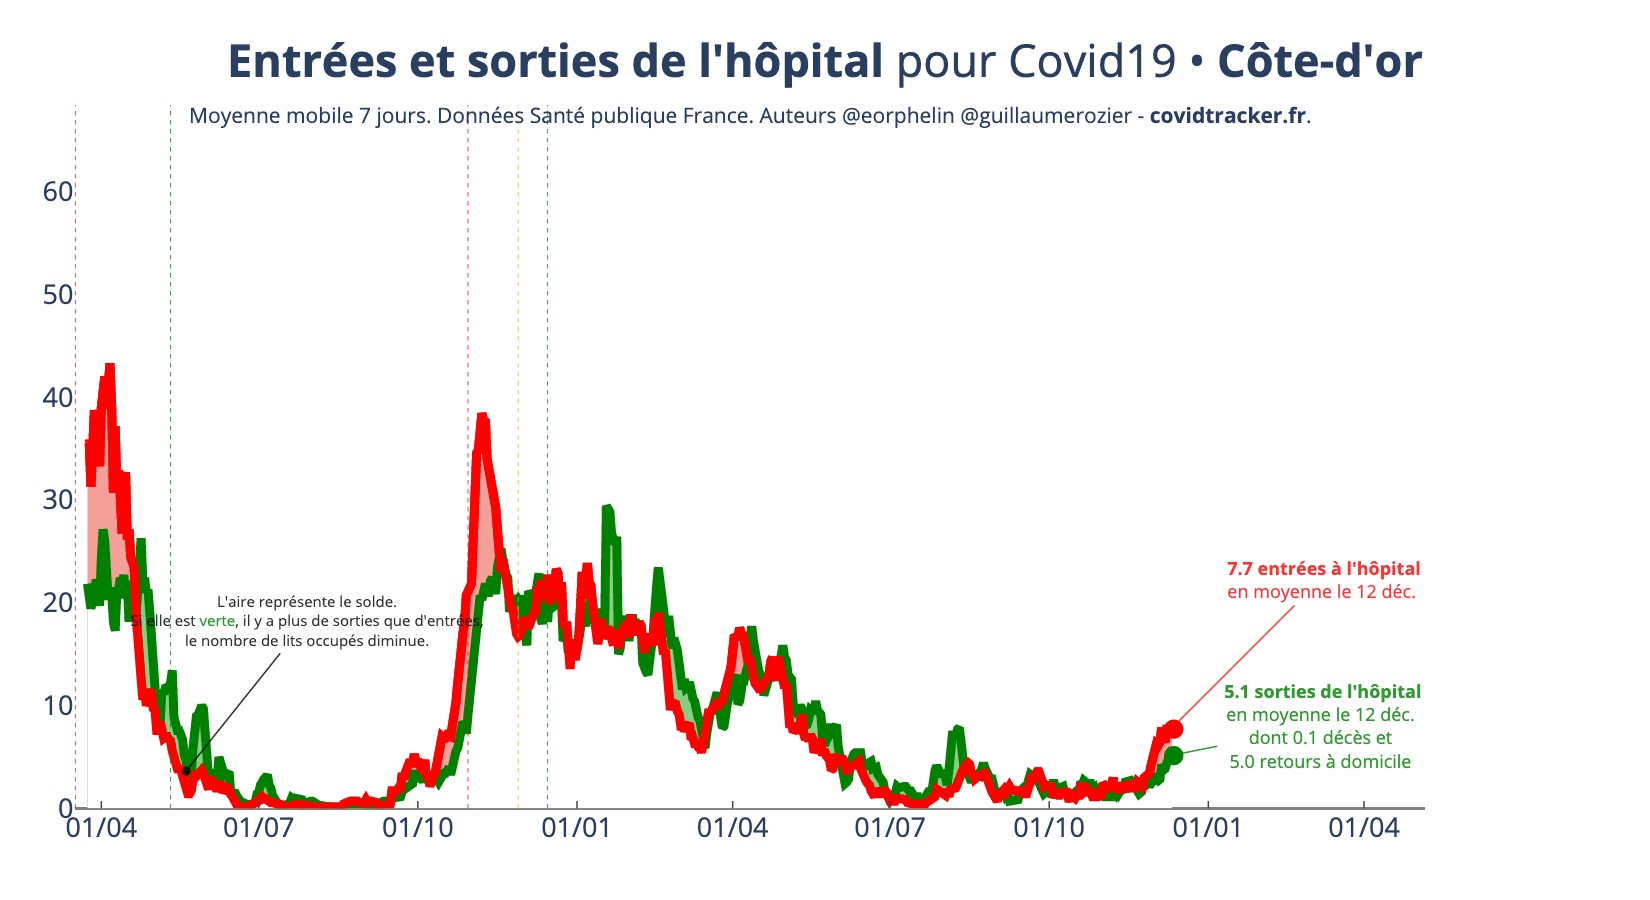 Entrées et sorties de l'hôpital pour Covid19 • Côte-d'or
Moyenne mobile 7 jours. Données Santé publique France. Auteurs @eorphelin @guillaumerozier - covidtracker.fr.
60
50
40
30
20
10
0
L'aire représente le solde.
Si elle est verte, il y a plus de sorties que d'entrées,
le nombre de lits occupés diminue.
7.7 entrées à l'hôpital
en moyenne le 12 déc.
5.1 sorties de l'hôpital
en moyenne le 12 déc.
dont 0.1 décès et
5.0 retours à domicile
01/04 01/07 01/10 01/01 01/04 01/07 01/10 01/01 01/04